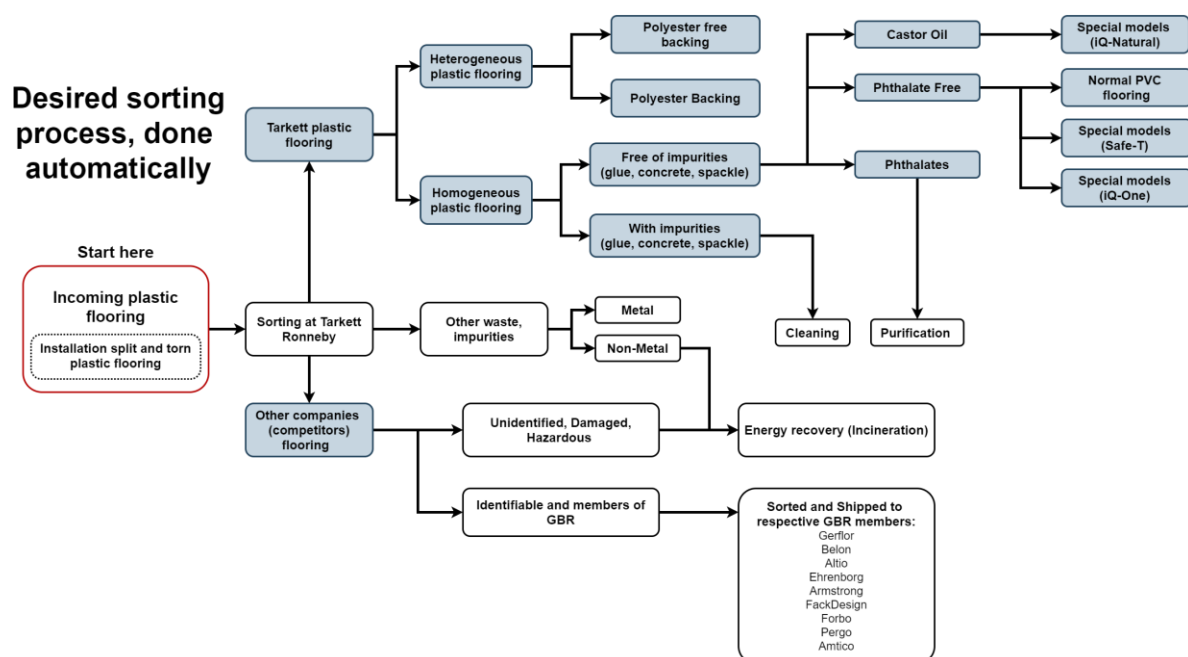 Desired sorting
process, done
automatically
Start here
Incoming plastic
flooring
Installation split and torn
plastic flooring
Sorting at Tarkett
Ronneby
Tarkett plastic
flooring
Heterogeneous
plastic flooring
Polyester free
backing
Polyester Backing
Homogeneous
plastic flooring
Free of impurities
(glue, concrete, spackle)
With impurities
(glue, concrete, spackle)
Castor Oil
Special models
(iQ-Natural)
Phthalate Free
Normal PVC
flooring
Special models
(Safe-T)
Special models
(iQ-One)
Phthalates
Cleaning
Purification
Other waste,
impurities
Metal
Non-Metal
Other companies
(competitors)
flooring
Unidentified, Damaged,
Hazardous
Energy recovery (Incineration)
Identifiable and members of
GBR
Sorted and Shipped to
respective GBR members:
Gerflor
Belon
Altio
Ehrenborg
Armstrong
FackDesign
Forbo
Pergo
Amtico